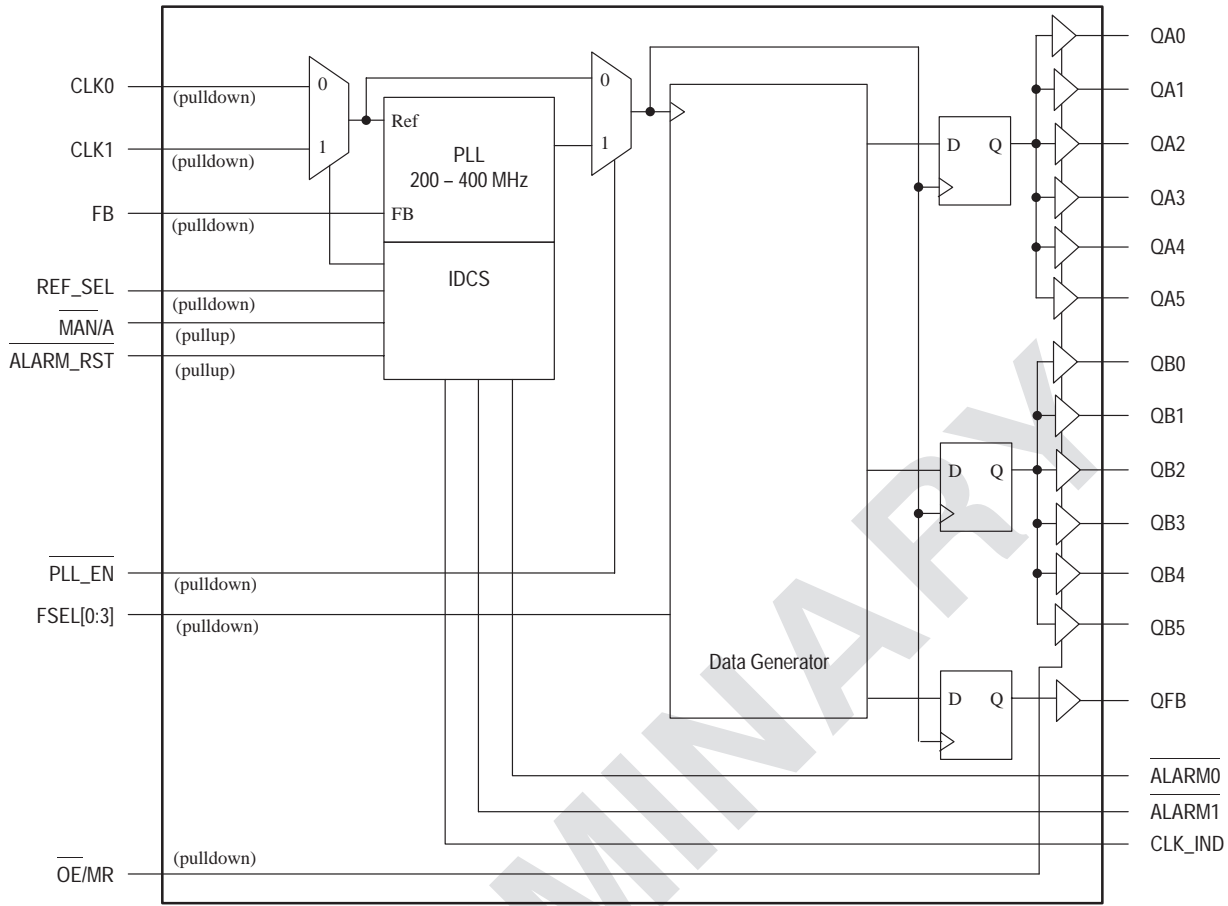 CLK0
(pulldown)
CLK1
(pulldown)
FB
(pulldown)
REF_SEL
(pulldown)
MAN/A
(pullup)
ALARM_RST
(pullup)
PLL_EN
(pulldown)
FSEL[0:3]
(pulldown)
OE/MR
(pulldown)
0
1
Ref
PLL
200 – 400 MHz
FB
IDCS
0
1
Data Generator
D Q
D Q
D Q
QA0
QA1
QA2
QA3
QA4
QA5
QB0
QB1
QB2
QB3
QB4
QB5
QFB
ALARM0
ALARM1
CLK_IND
MINARY